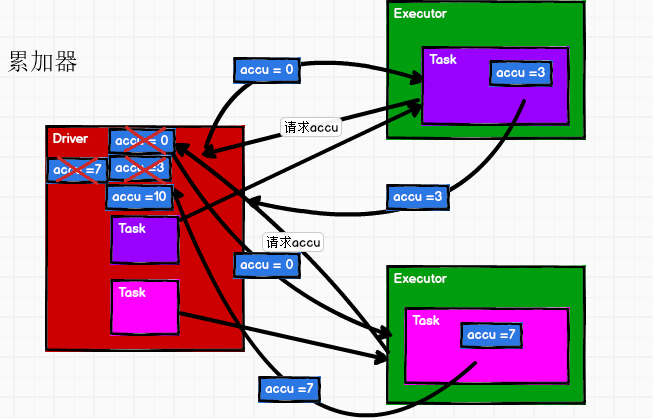 累加器
Executor
Task
accu =3
accu = 0
请求accu
Driver
accu = 0
accu =7
accu =3
accu =10
accu =3
Task
请求accu
accu = 0
Task
Executor
Task
accu =7
accu =7